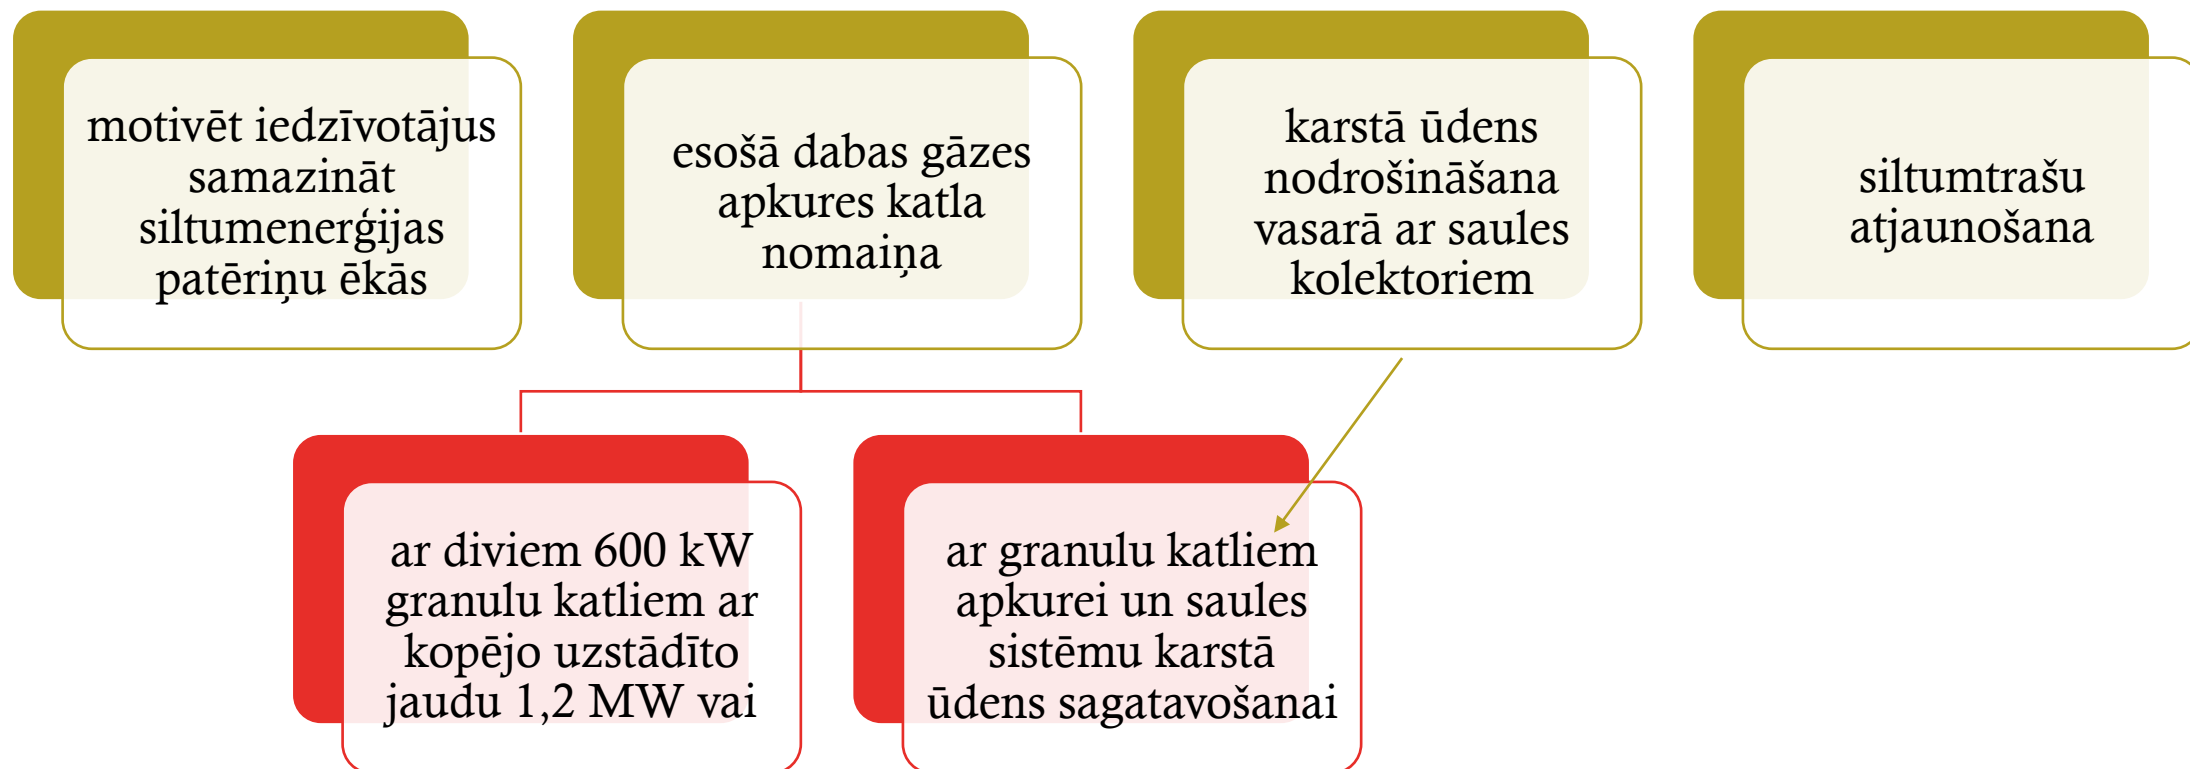 motivēt iedzīvotājus
samazināt
siltumenerģijas
patēriņu ēkās
esošā dabas gāzes
apkures katla
nomaiņa
karstā ūdens
nodrošināšana
vasarā ar saules
kolektoriem
siltumtrašu
atjaunošana
ar diviem 600 kW
granulu katliem ar
kopējo uzstādīto
jaudu 1,2 MW vai
ar granulu katliem
apkurei un saules
sistēmu karstā
ūdens sagatavošanai